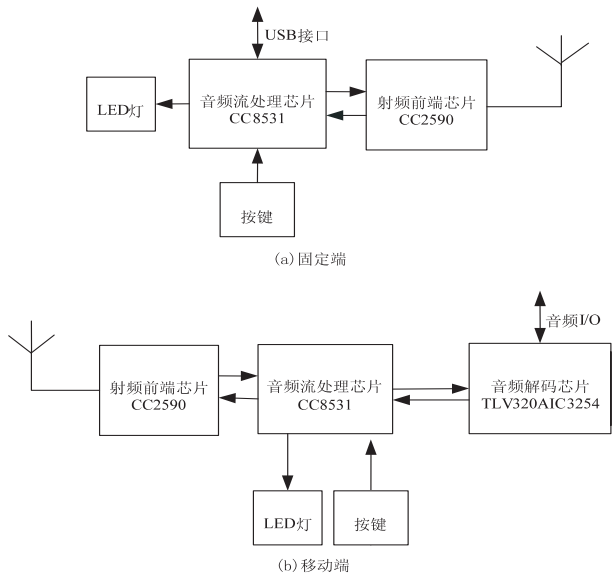 USB接口
LED灯
音频流处理芯片
CC8531
射频前端芯片
CC2590
按键
(a)固定端
音频I/O
射频前端芯片
CC2590
音频流处理芯片
CC8531
音频解码芯片
TLV320AIC3254
LED灯
按键
(b)移动端